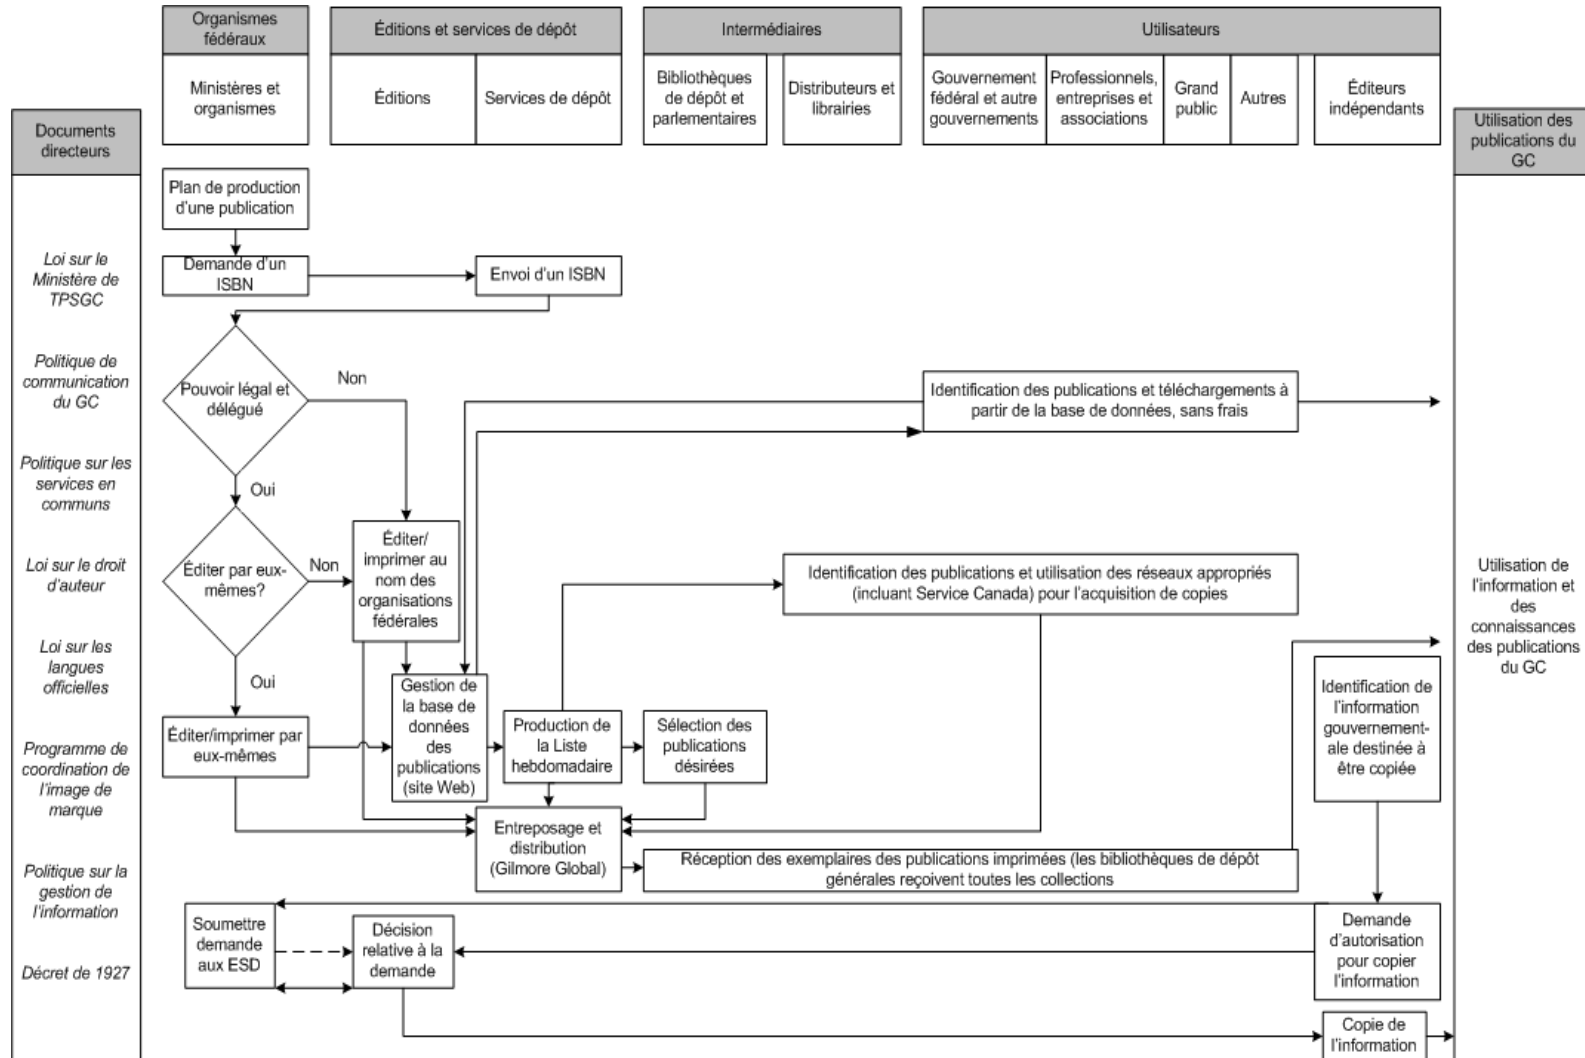 Organismes
fédéraux
Éditions et services de dépôt
Intermédiaires
Utilisateurs
Ministères et
organismes
Éditions
Services de dépôt
Bibliothèques
de dépôt et
parlementaires
Distributeurs et
librairies
Gouvernement
fédéral et autre
gouvernements
Professionnels,
entreprises et
associations
Grand
public
Autres
Éditeurs
indépendants
Documents
directeurs
Utilisation des
publications du
GC
Loi sur le
Ministère de
TPSGC
Politique de
communication
du GC
Politique sur les
services en
communs
Loi sur le droit
d'auteur
Loi sur les
langues
officielles
Programme de
coordination de
l'image de
marque
Politique sur la
gestion de
l'information
Décret de 1927
Plan de production
d'une publication
Demande d'un
ISBN
Envoi d'un ISBN
Pouvoir légal et
délégué
Non
Oui
Identification des publications et téléchargements à
partir de la base de données, sans frais
Éditer par eux-
mêmes?
Non
Oui
Éditer/
imprimer au
nom des
organisations
fédérales
Identification des publications et utilisation des réseaux appropriés
(incluant Service Canada) pour l'acquisition de copies
Éditer/imprimer par
eux-mêmes
Gestion de
la base de
données
des
publications
(site Web)
Production de
la Liste
hebdomadaire
Sélection des
publications
désirées
Identification de
l'information
gouvernement-
ale destinée à
être copiée
Utilisation de
l'information et
des
connaissances
des publications
du GC
Entreposage et
distribution
(Gilmore Global)
Réception des exemplaires des publications imprimées (les bibliothèques de dépôt
générales reçoivent toutes les collections
Soumettre
demande
aux ESD
Décision
relative à la
demande
Demande
d'autorisation
pour copier
l'information
Copie de
l'information